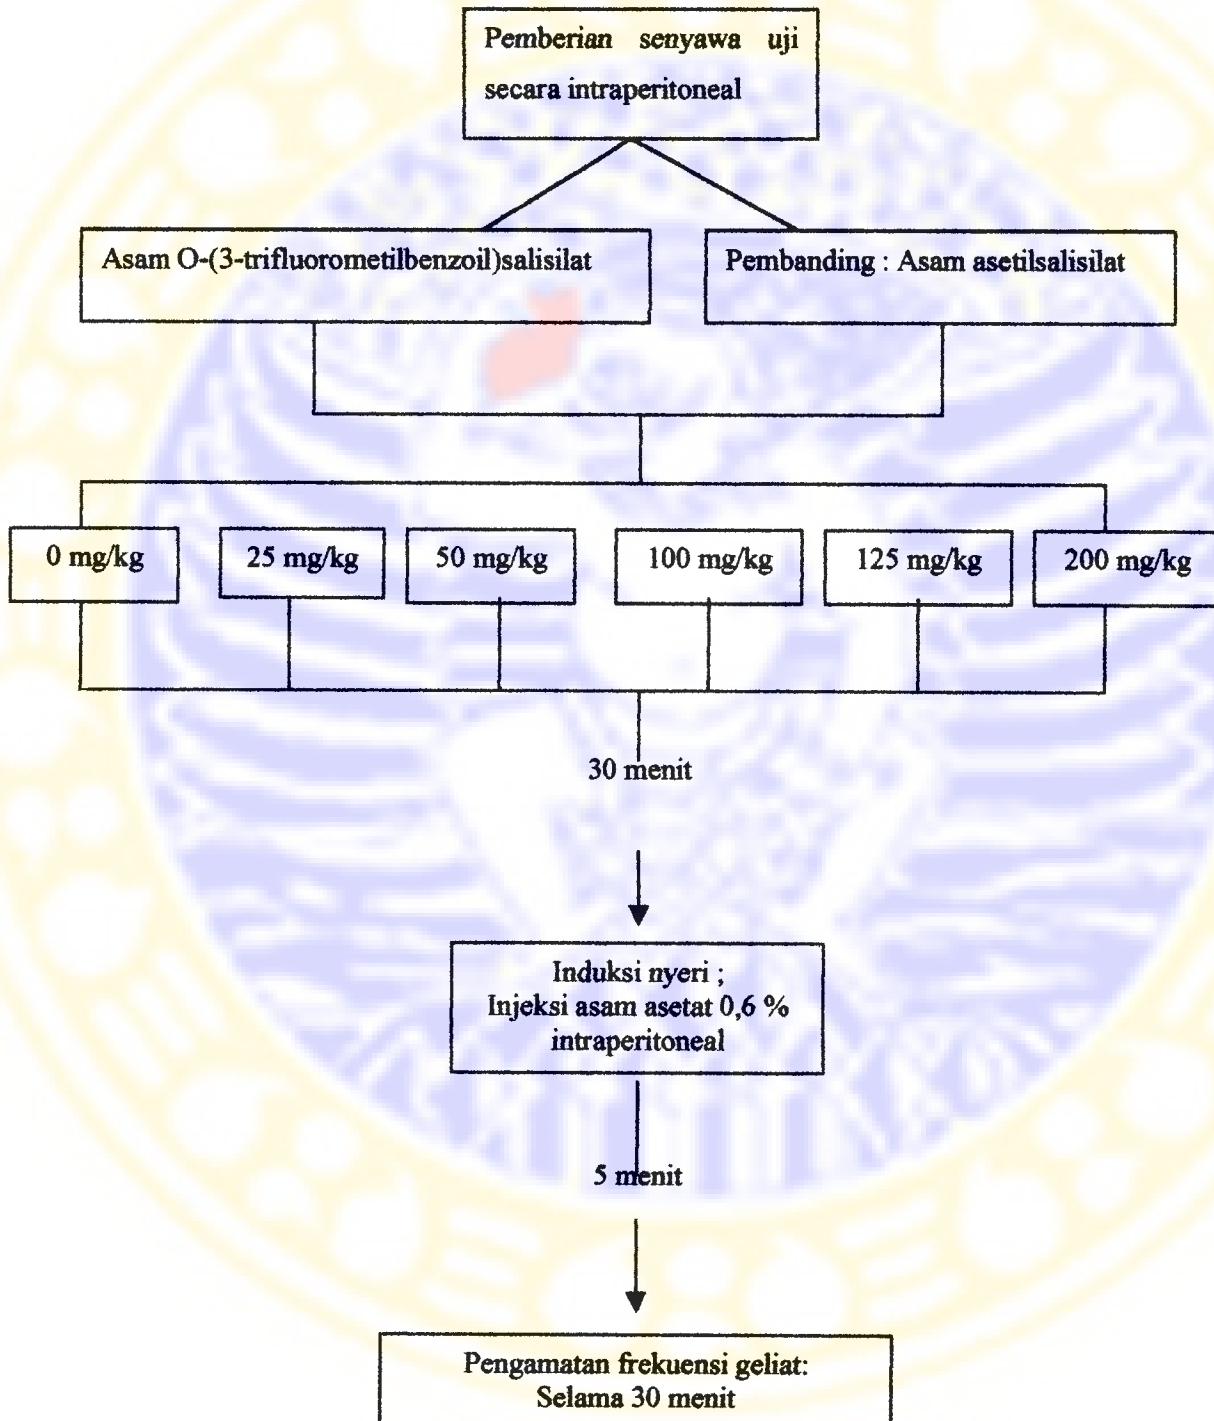 Pemberian senyawa uji
secara intraperitoneal
Asam O-(3-trifluorometilbenzoil)salisilat
Pembanding : Asam asetilsalisilat
0 mg/kg
25 mg/kg
50 mg/kg
100 mg/kg
125 mg/kg
200 mg/kg
30 menit
Induksi nyeri ;
Injeksi asam asetat 0,6 %
intraperitoneal
5 menit
Pengamatan frekuensi geliat:
Selama 30 menit